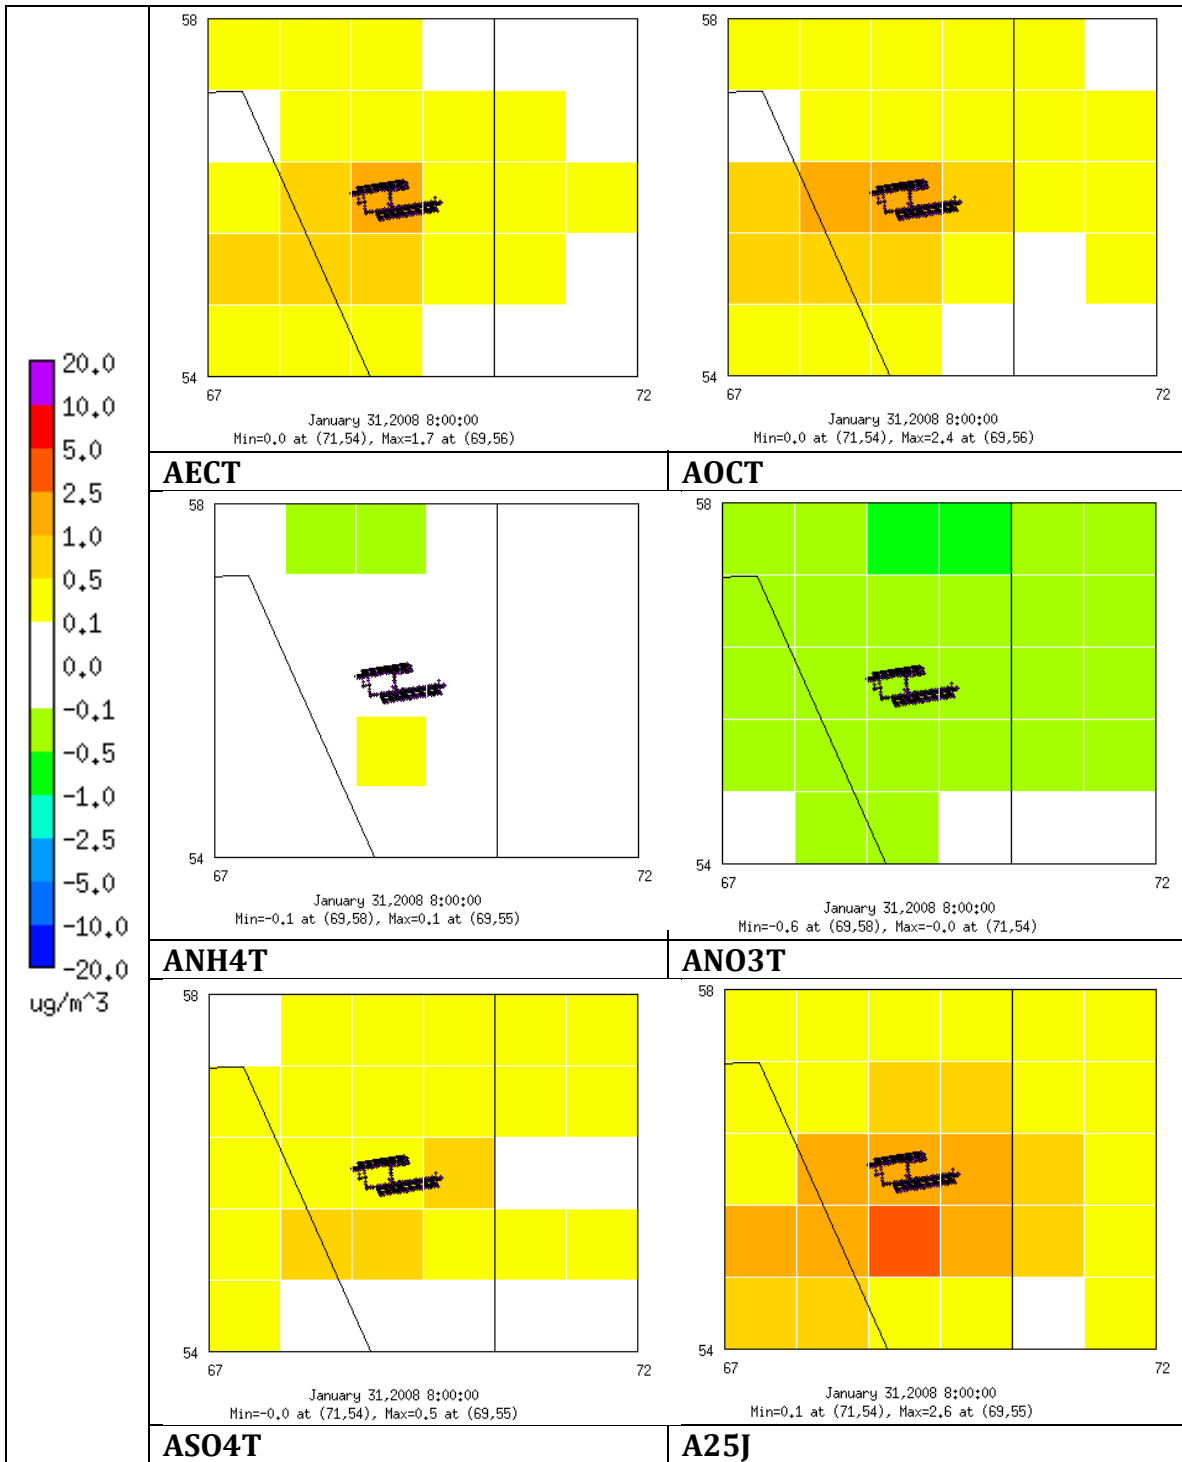 20.0
10.0
5.0
2.5
1.0
0.5
0.1
0.0
-0.1
-0.5
-1.0
-2.5
-5.0
-10.0
-20.0
ug/m^3
58
54
67
72
January 31,2008 8:00:00
Min=0.0 at (71,54), Max=1.7 at (69,56)
AECT
58
54
67
72
January 31,2008 8:00:00
Min=0.0 at (71,54), Max=2.4 at (69,56)
AOCT
58
54
67
72
January 31,2008 8:00:00
Min=-0.1 at (69,58), Max=0.1 at (69,55)
ANH4T
58
54
67
72
January 31,2008 8:00:00
Min=-0.6 at (69,58), Max=-0.0 at (71,54)
ANO3T
58
54
67
72
January 31,2008 8:00:00
Min=-0.0 at (71,54), Max=0.5 at (69,55)
ASO4T
58
54
67
72
January 31,2008 8:00:00
Min=0.1 at (71,54), Max=2.6 at (69,55)
A25J